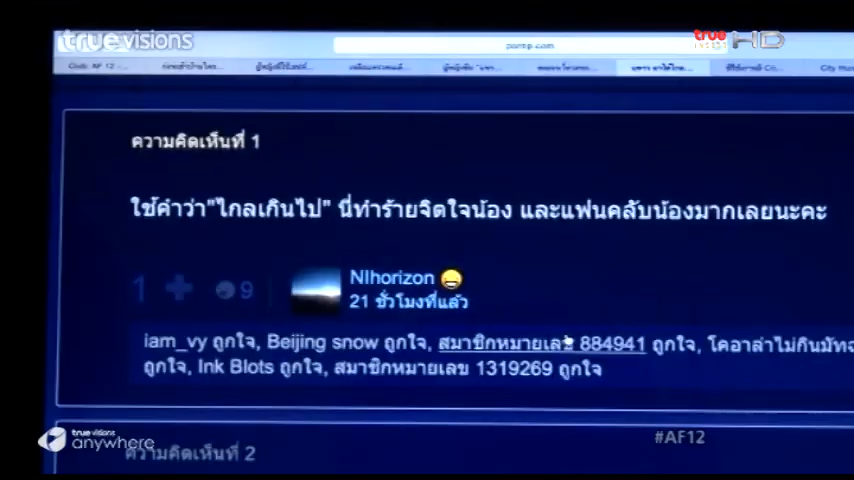 truevisions
pantip.com
true
INSIDE HD
ความคิดเห็นที่ 1
ใช้คำว่า"ไกลเกินไป" นี่ทำร้ายจิตใจน้อง และแฟนคลับน้องมากเลยนะคะ
1 9
NIhorizon
21 ชั่วโมงที่แล้ว
iam_vy ถูกใจ, Beijing snow ถูกใจ, สมาชิกหมายเลข 884941 ถูกใจ, โคอาล่าไม่กินมัทฉ
ถูกใจ, Ink Blots ถูกใจ, สมาชิกหมายเลข 1319269 ถูกใจ
truevisions
anywhere
#AF12
ความคิดเห็นที่ 2